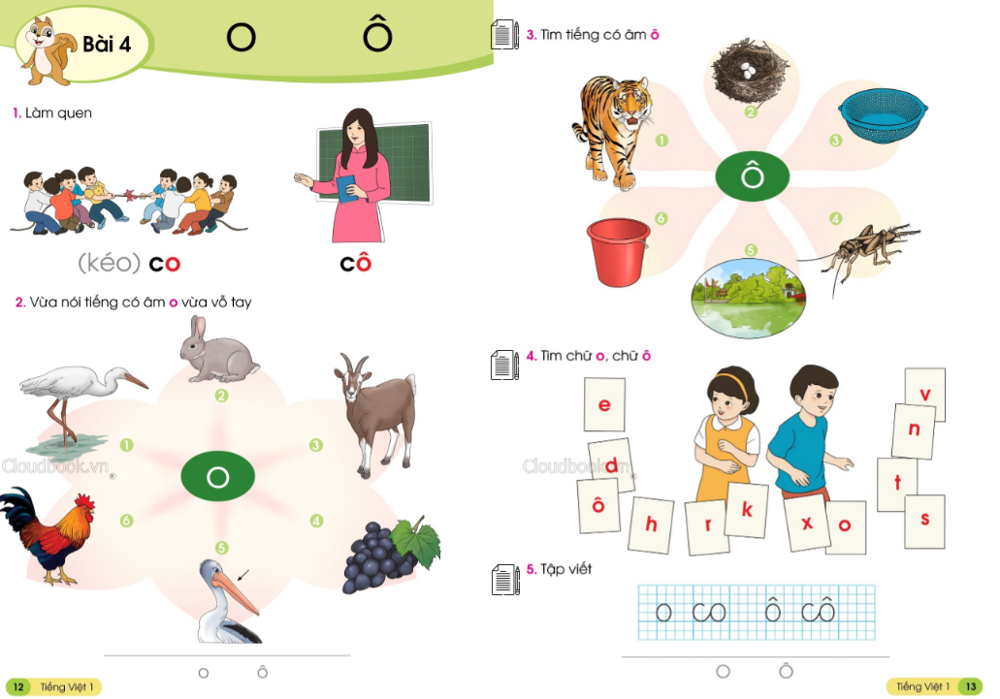 Bài 4
o ô
1. Làm quen
(kéo) co
cô
2. Vừa nói tiếng có âm o vừa vỗ tay
1
2
3
o
6
4
5
Cloudbook.vn®
o ô
12 Tiếng Việt 1
3. Tìm tiếng có âm ô
2
1
3
ô
6
4
5
4. Tìm chữ o, chữ ô
e
v
n
d
t
ô
h
r
k
x
o
s
Cloudbook.vn®
5. Tập viết
o co ô cô
o ô
Tiếng Việt 1 13